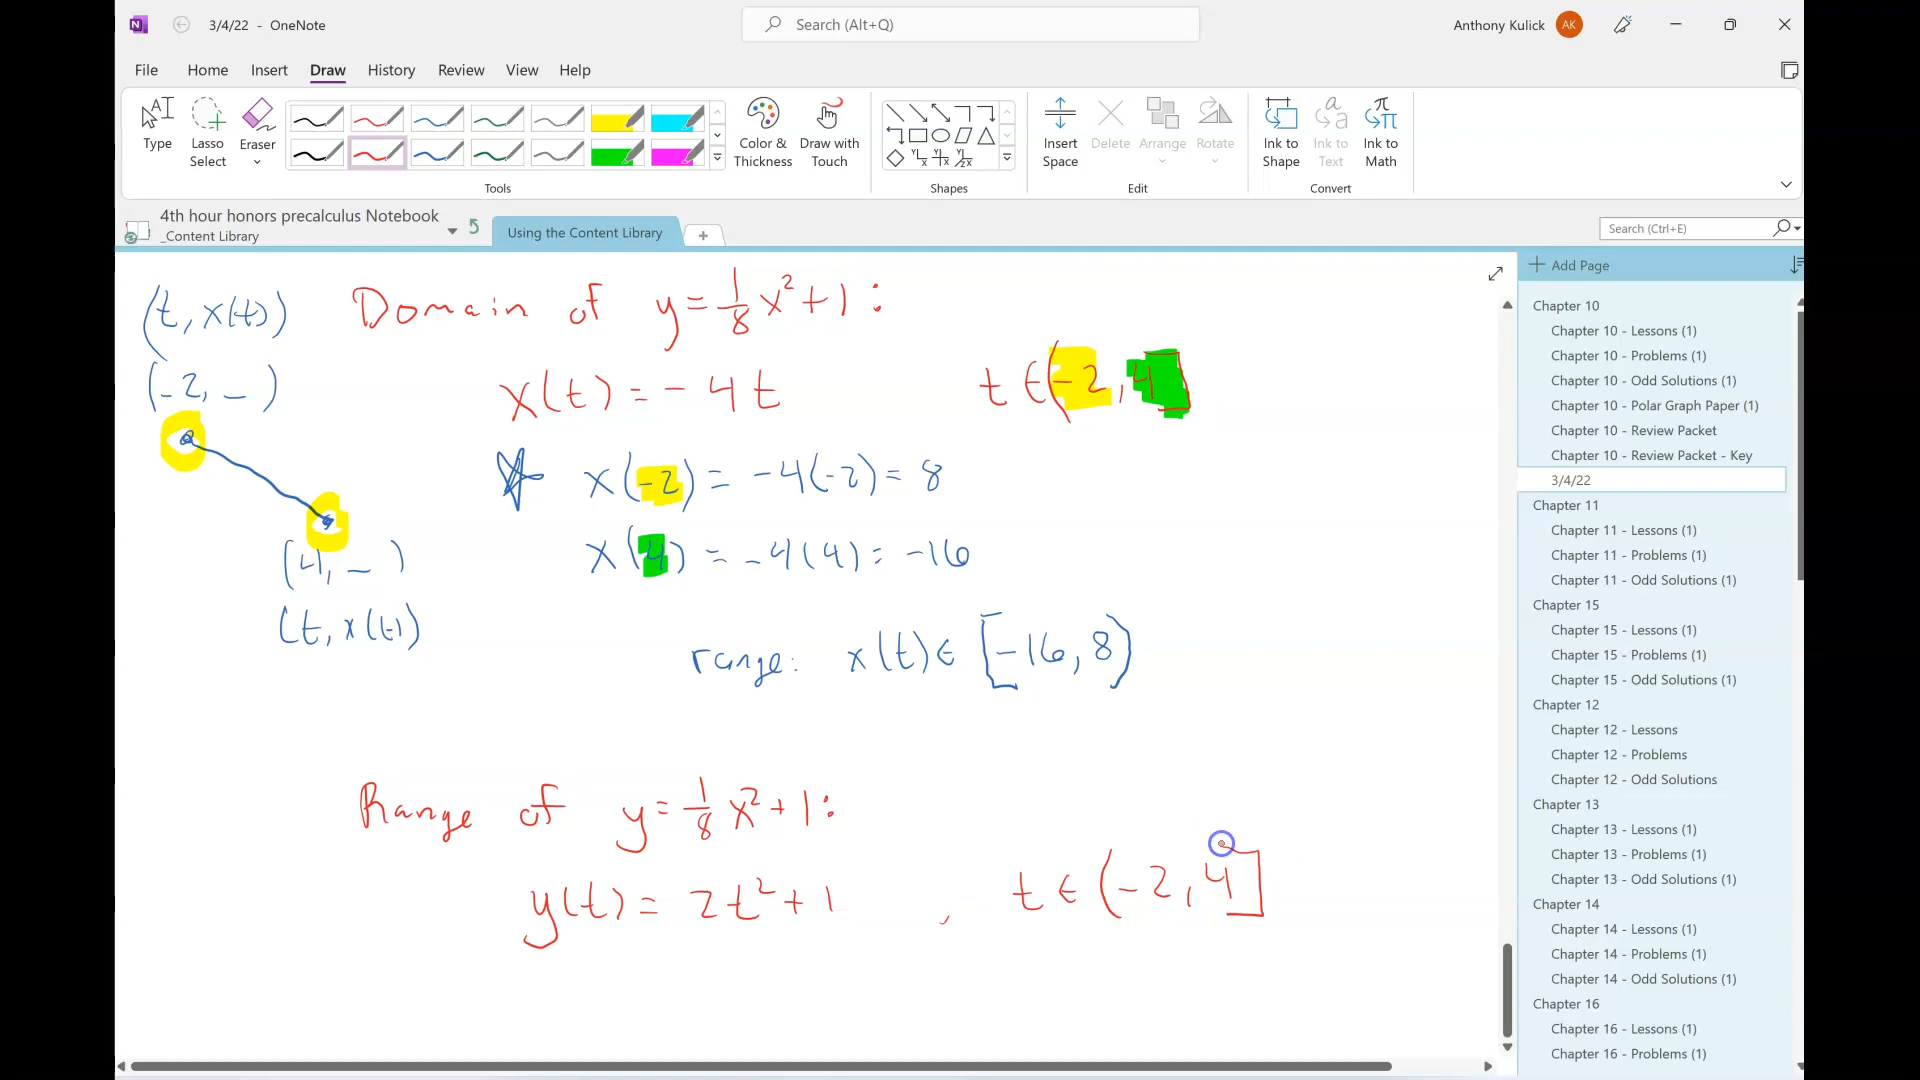 3/4/22 - OneNote
Search (Alt+Q)
Anthony Kulick AK
File Home Insert Draw History Review View Help
Type
Lasso Select
Eraser
Color & Thickness
Draw with Touch
Insert Space
Delete
Arrange
Rotate
Ink to Shape
Ink to Text
Ink to Math
Tools
Shapes
Edit
Convert
4th hour honors precalculus Notebook
_Content Library
Using the Content Library
Search (Ctrl+E)
(t, x(t)) Domain of y = 1/8 x² + 1 :
(-2, _) x(t) = -4t t ∈ (-2, 4]
x(-2) = -4(-2) = 8
x(4) = -4(4) = -16
(4, _)
(t, x(t))
range: x(t) ∈ [-16, 8)
Range of y = 1/8 x² + 1 :
y(t) = 2t² + 1 , t ∈ (-2, 4]
Add Page
Chapter 10
Chapter 10 - Lessons (1)
Chapter 10 - Problems (1)
Chapter 10 - Odd Solutions (1)
Chapter 10 - Polar Graph Paper (1)
Chapter 10 - Review Packet
Chapter 10 - Review Packet - Key
3/4/22
Chapter 11
Chapter 11 - Lessons (1)
Chapter 11 - Problems (1)
Chapter 11 - Odd Solutions (1)
Chapter 15
Chapter 15 - Lessons (1)
Chapter 15 - Problems (1)
Chapter 15 - Odd Solutions (1)
Chapter 12
Chapter 12 - Lessons
Chapter 12 - Problems
Chapter 12 - Odd Solutions
Chapter 13
Chapter 13 - Lessons (1)
Chapter 13 - Problems (1)
Chapter 13 - Odd Solutions (1)
Chapter 14
Chapter 14 - Lessons (1)
Chapter 14 - Problems (1)
Chapter 14 - Odd Solutions (1)
Chapter 16
Chapter 16 - Lessons (1)
Chapter 16 - Problems (1)